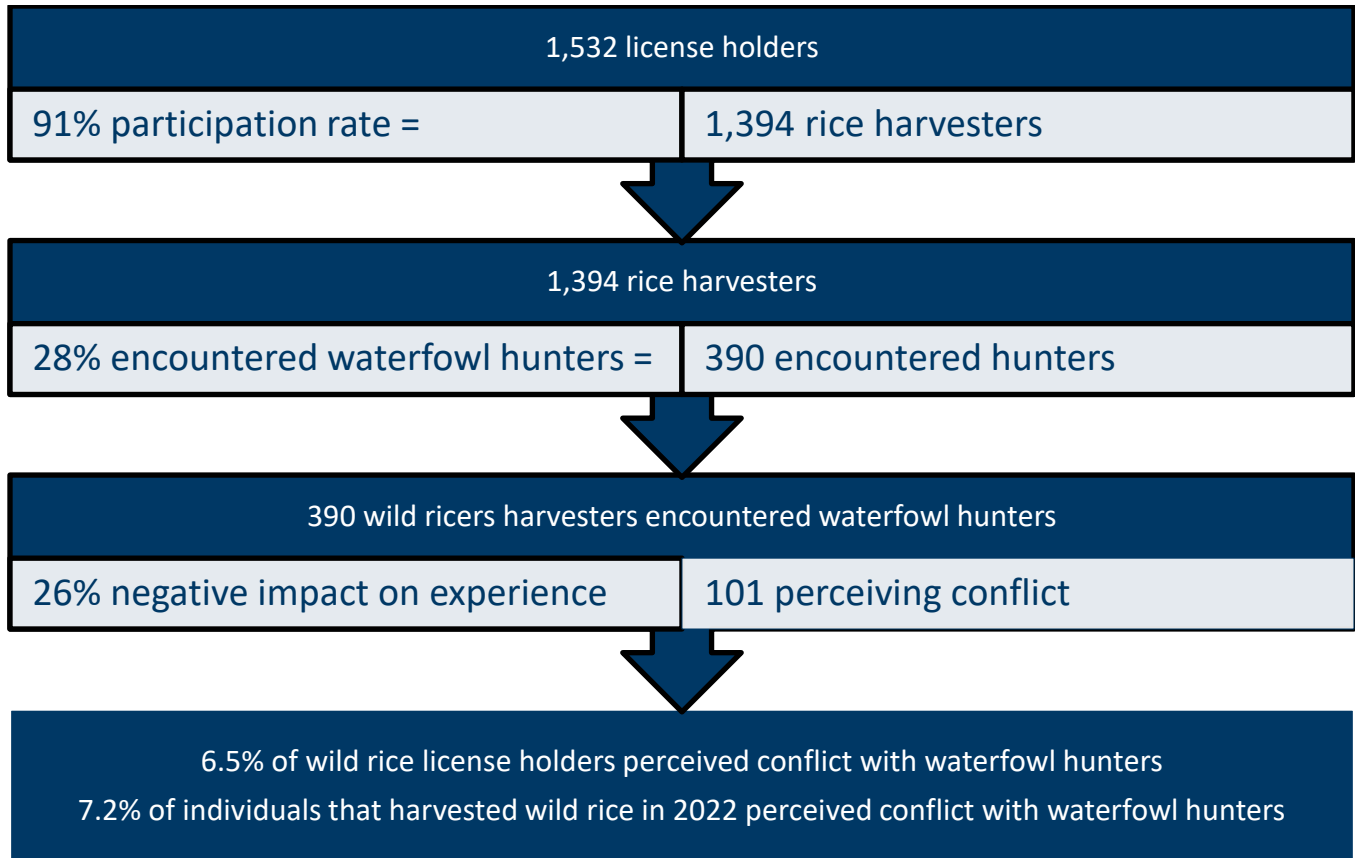 1,532 license holders
91% participation rate =
1,394 rice harvesters
1,394 rice harvesters
28% encountered waterfowl hunters =
390 encountered hunters
390 wild ricers harvesters encountered waterfowl hunters
26% negative impact on experience
101 perceiving conflict
6.5% of wild rice license holders perceived conflict with waterfowl hunters
7.2% of individuals that harvested wild rice in 2022 perceived conflict with waterfowl hunters